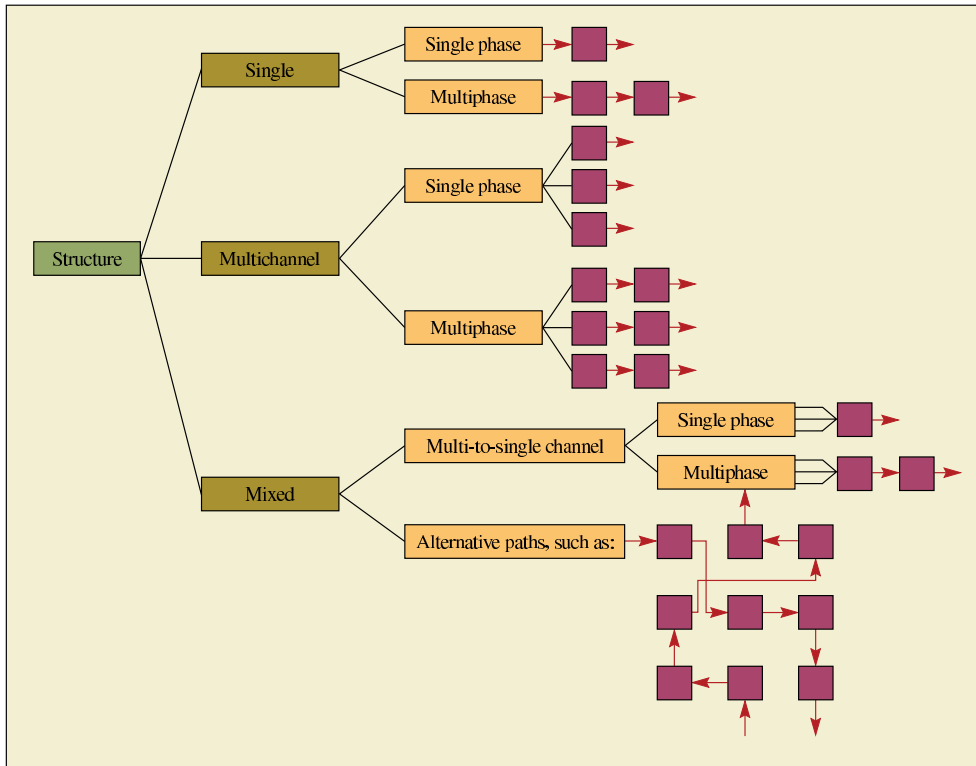 Structure
Single
Single phase
Multiphase
Multichannel
Single phase
Multiphase
Mixed
Multi-to-single channel
Single phase
Multiphase
Alternative paths, such as: